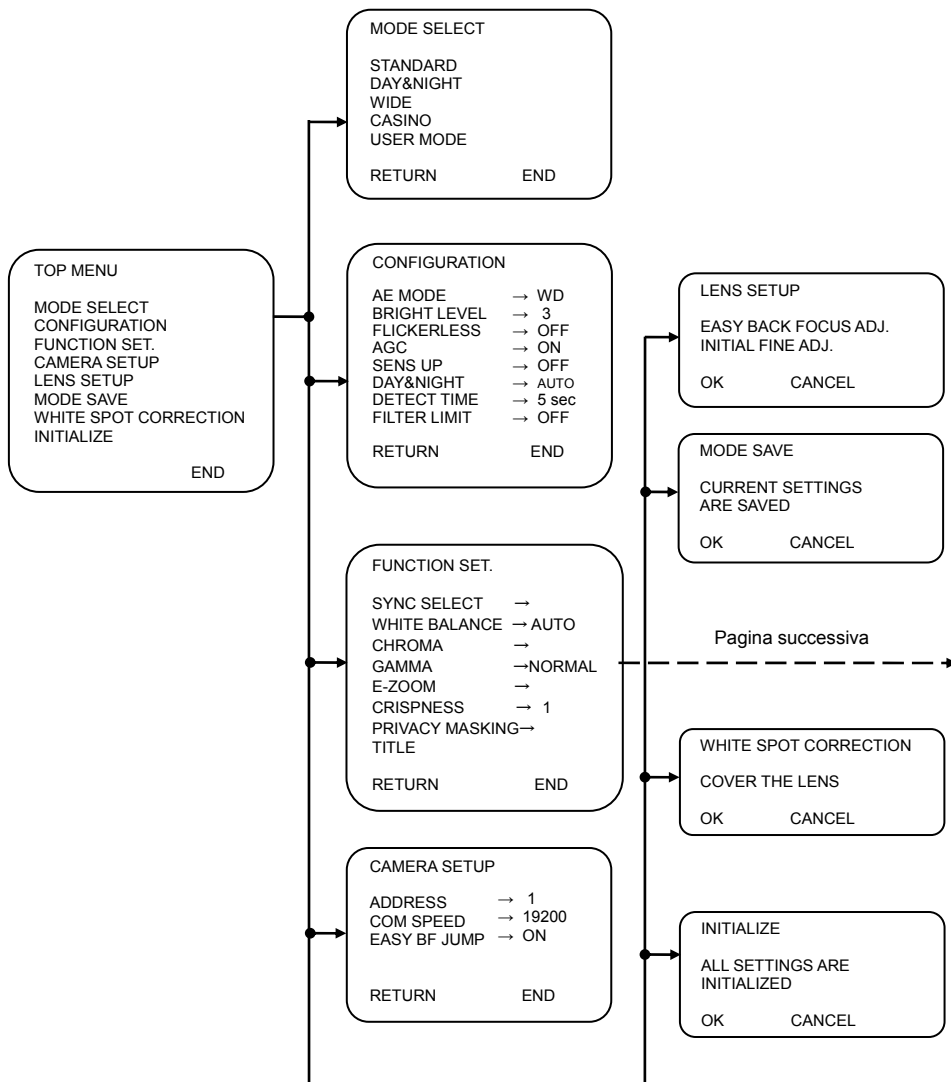 MODE SELECT
STANDARD
DAY&NIGHT
WIDE
CASINO
USER MODE
RETURN END
TOP MENU
MODE SELECT
CONFIGURATION
FUNCTION SET.
CAMERA SETUP
LENS SETUP
MODE SAVE
WHITE SPOT CORRECTION
INITIALIZE
END
CONFIGURATION
AE MODE → WD
BRIGHT LEVEL → 3
FLICKERLESS → OFF
AGC → ON
SENS UP → OFF
DAY&NIGHT → AUTO
DETECT TIME → 5 sec
FILTER LIMIT → OFF
RETURN END
FUNCTION SET.
SYNC SELECT →
WHITE BALANCE → AUTO
CHROMA →
GAMMA →NORMAL
E-ZOOM →
CRISPNESS → 1
PRIVACY MASKING→
TITLE
RETURN END
CAMERA SETUP
ADDRESS → 1
COM SPEED → 19200
EASY BF JUMP → ON
RETURN END
LENS SETUP
EASY BACK FOCUS ADJ.
INITIAL FINE ADJ.
OK CANCEL
MODE SAVE
CURRENT SETTINGS
ARE SAVED
OK CANCEL
Pagina successiva
WHITE SPOT CORRECTION
COVER THE LENS
OK CANCEL
INITIALIZE
ALL SETTINGS ARE
INITIALIZED
OK CANCEL